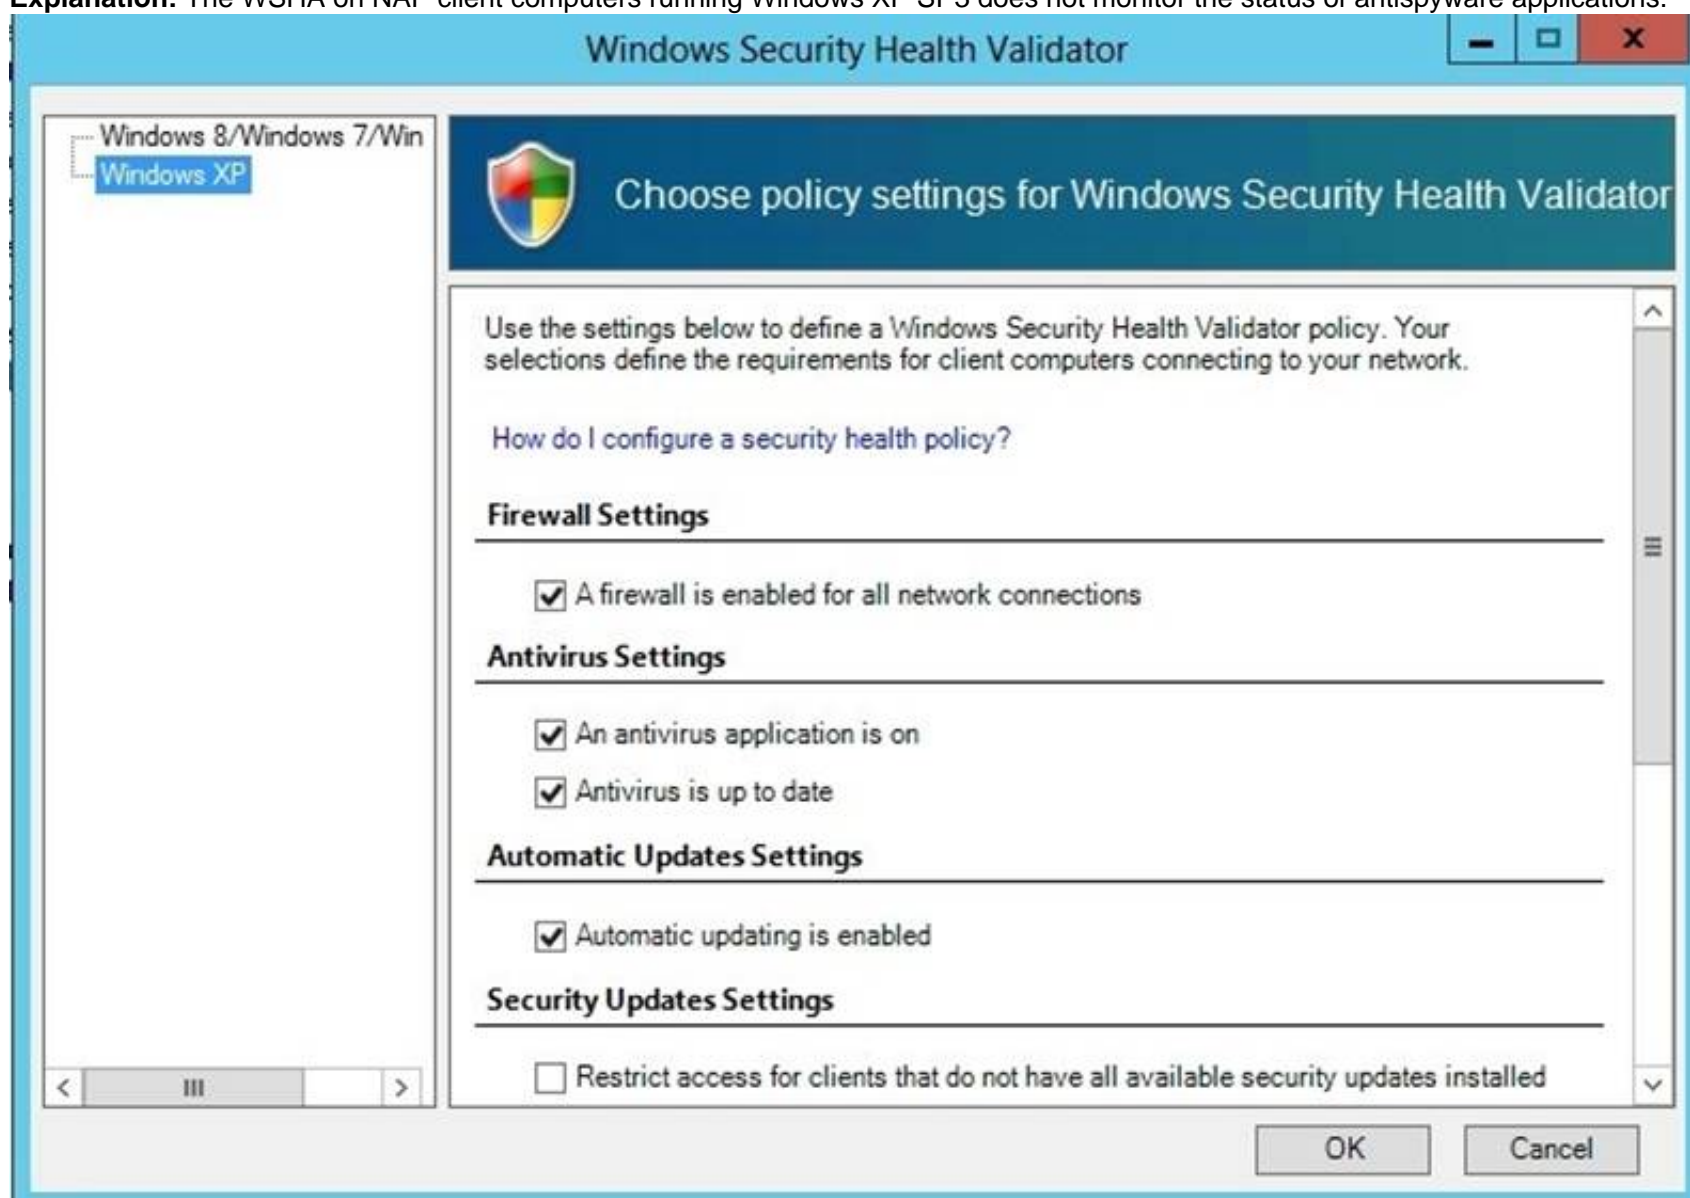 Explanation: The WSHA on NAP client computers running Windows XP SP3 does not monitor the status of antispyware applications.
Windows Security Health Validator
Windows 8/Windows 7/Win
Windows XP
Choose policy settings for Windows Security Health Validator
Use the settings below to define a Windows Security Health Validator policy. Your
selections define the requirements for client computers connecting to your network.
How do I configure a security health policy?
Firewall Settings
A firewall is enabled for all network connections
Antivirus Settings
An antivirus application is on
Antivirus is up to date
Automatic Updates Settings
Automatic updating is enabled
Security Updates Settings
Restrict access for clients that do not have all available security updates installed
OK
Cancel